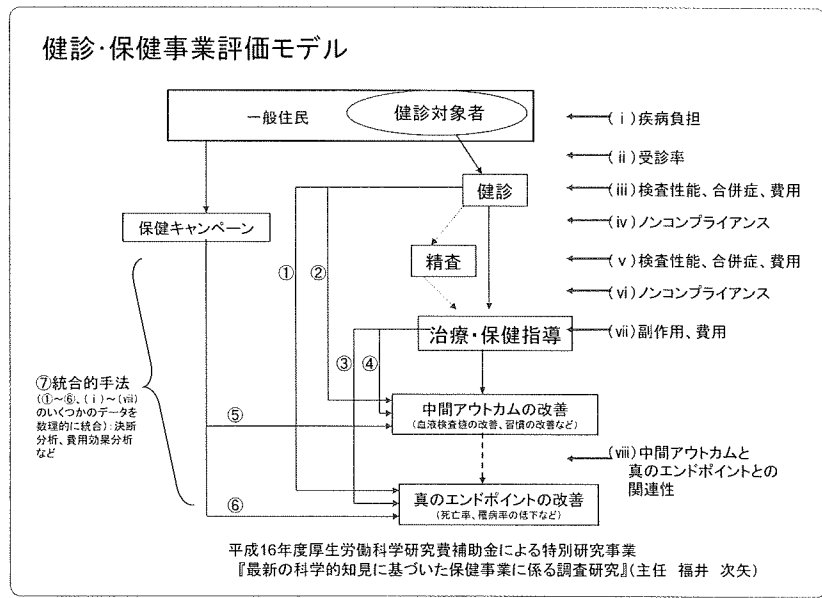 健診・保健事業評価モデル
一般住民
健診対象者
(ⅰ)疾病負担
(ⅱ)受診率
健診
(ⅲ)検査性能、合併症、費用
保健キャンペーン
(ⅳ)ノンコンプライアンス
①
②
精査
(ⅴ)検査性能、合併症、費用
(ⅵ)ノンコンプライアンス
治療・保健指導
(ⅶ)副作用、費用
③
④
⑦統合的手法
(①~⑥、(ⅰ)~(ⅷ)
のいくつかのデータを
数理的に統合):決断
分析、費用効果分析
など
中間アウトカムの改善
(血液検査値の改善、習慣の改善など)
⑤
(ⅷ)中間アウトカムと
真のエンドポイントとの
関連性
真のエンドポイントの改善
(死亡率、罹病率の低下など)
⑥
平成16年度厚生労働科学研究費補助金による特別研究事業
『最新の科学的知見に基づいた保健事業に係る調査研究』(主任 福井 次矢)